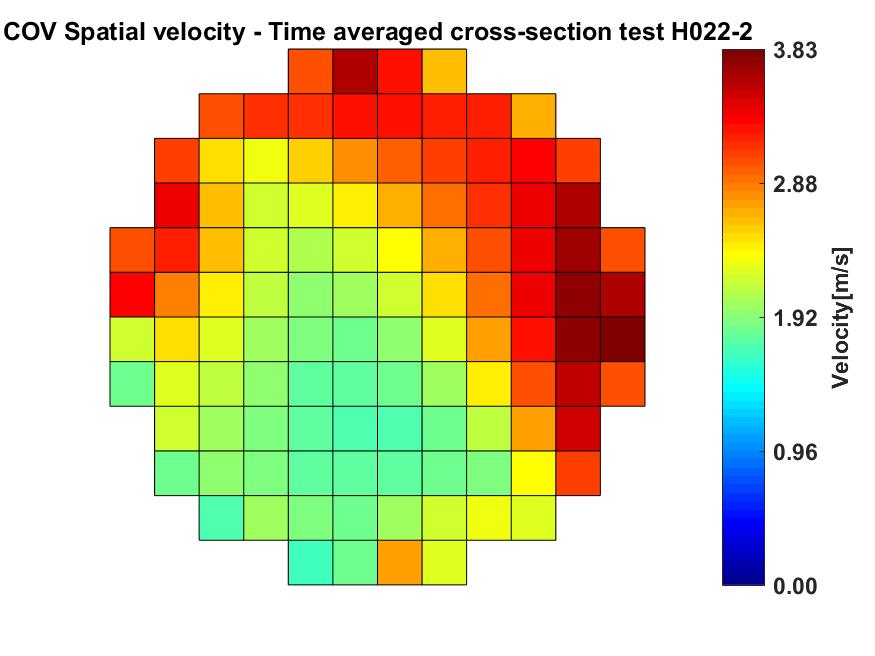 COV Spatial velocity - Time averaged cross-section test H022-2
3.83
2.88
1.92
0.96
0.00
Velocity[m/s]